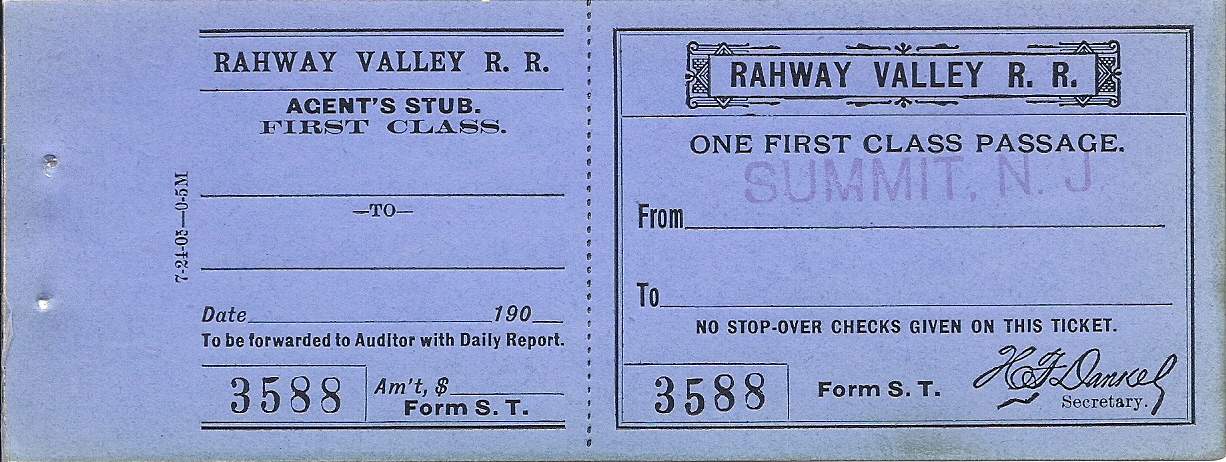 RAHWAY VALLEY R. R.
AGENT'S STUB.
FIRST CLASS.
—TO—
Date 190
To be forwarded to Auditor with Daily Report.
3588
Am't, $
Form S. T.
7-24-05—0-5M
RAHWAY VALLEY R. R.
ONE FIRST CLASS PASSAGE.
SUMMIT, N. J.
From
To
NO STOP-OVER CHECKS GIVEN ON THIS TICKET.
3588
Form S. T.
H F Dankel
Secretary.